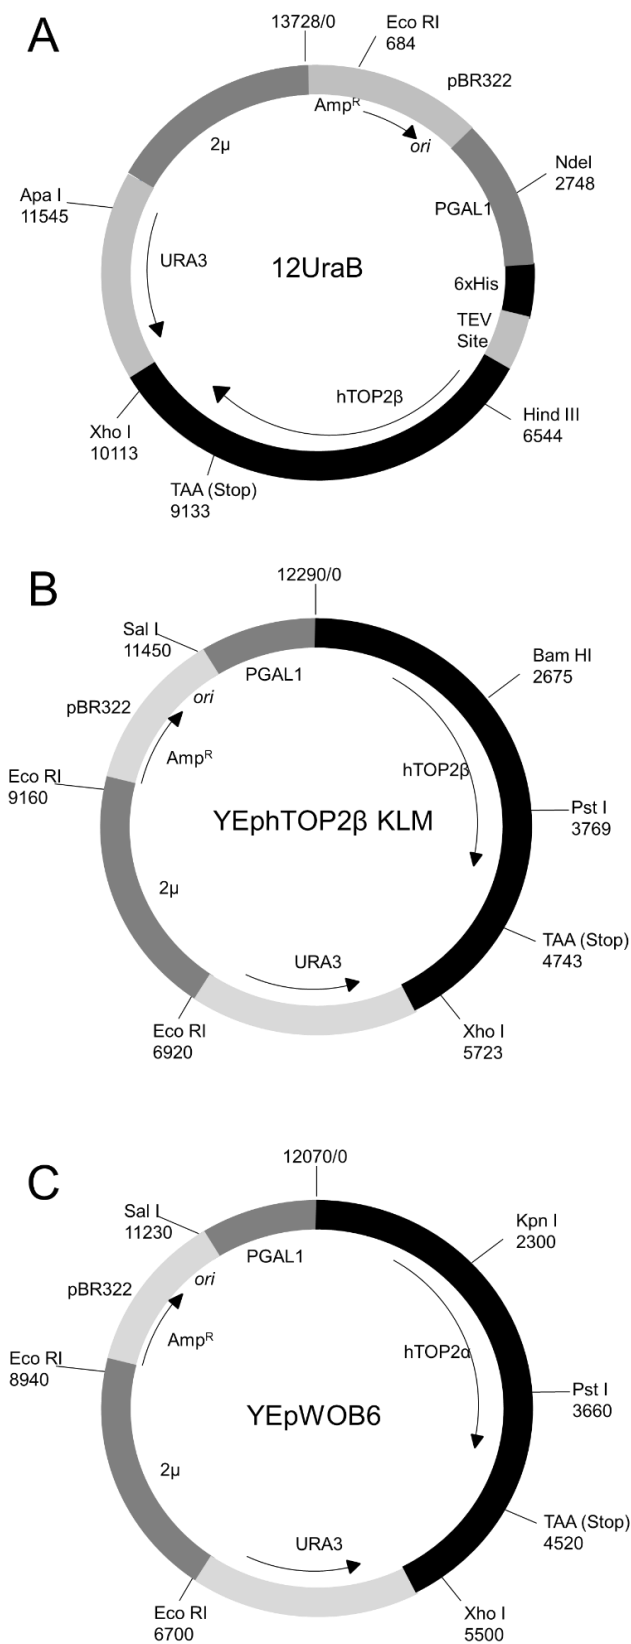 A
13728/0
Eco RI
684
pBR322
AmpR
ori
2µ
NdeI
2748
Apa I
11545
PGAL1
URA3
12UraB
6xHis
TEV
Site
hTOP2β
Hind III
6544
Xho I
10113
TAA (Stop)
9133
B
12290/0
Sal I
11450
PGAL1
Bam HI
2675
ori
pBR322
AmpR
hTOP2β
Eco RI
9160
Pst I
3769
YEphTOP2β KLM
2µ
TAA (Stop)
4743
URA3
Eco RI
6920
Xho I
5723
C
12070/0
Sal I
11230
Kpn I
2300
PGAL1
ori
pBR322
AmpR
hTOP2α
Eco RI
8940
Pst I
3660
YEpWOB6
2µ
TAA (Stop)
4520
URA3
Eco RI
6700
Xho I
5500